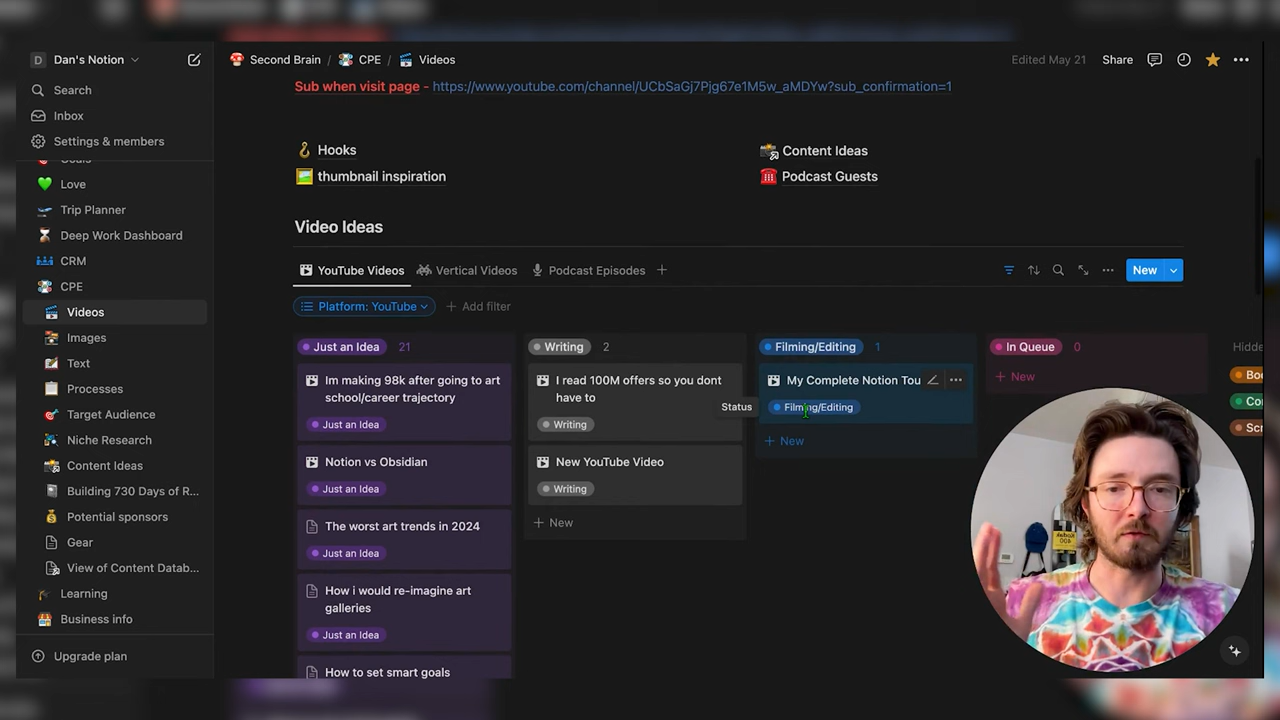 D Dan's Notion
Search
Inbox
Settings & members
Goals
Love
Trip Planner
Deep Work Dashboard
CRM
CPE
Videos
Images
Text
Processes
Target Audience
Niche Research
Content Ideas
Building 730 Days of R...
Potential sponsors
Gear
View of Content Datab...
Learning
Business info
Upgrade plan
Second Brain / CPE / Videos
Edited May 21 Share
Sub when visit page - https://www.youtube.com/channel/UCbSaGj7Pjg67e1M5w_aMDYw?sub_confirmation=1
Hooks
thumbnail inspiration
Content Ideas
Podcast Guests
Video Ideas
YouTube Videos Vertical Videos Podcast Episodes
New
Platform: YouTube + Add filter
Just an Idea 21
Im making 98k after going to art
school/career trajectory
Just an Idea
Notion vs Obsidian
Just an Idea
The worst art trends in 2024
Just an Idea
How i would re-imagine art
galleries
Just an Idea
How to set smart goals
Writing 2
I read 100M offers so you dont
have to
Writing
New YouTube Video
Writing
+ New
Status
Filming/Editing 1
My Complete Notion Tou
Filming/Editing
+ New
In Queue 0
+ New
Hidde
Boo
Co
Scr